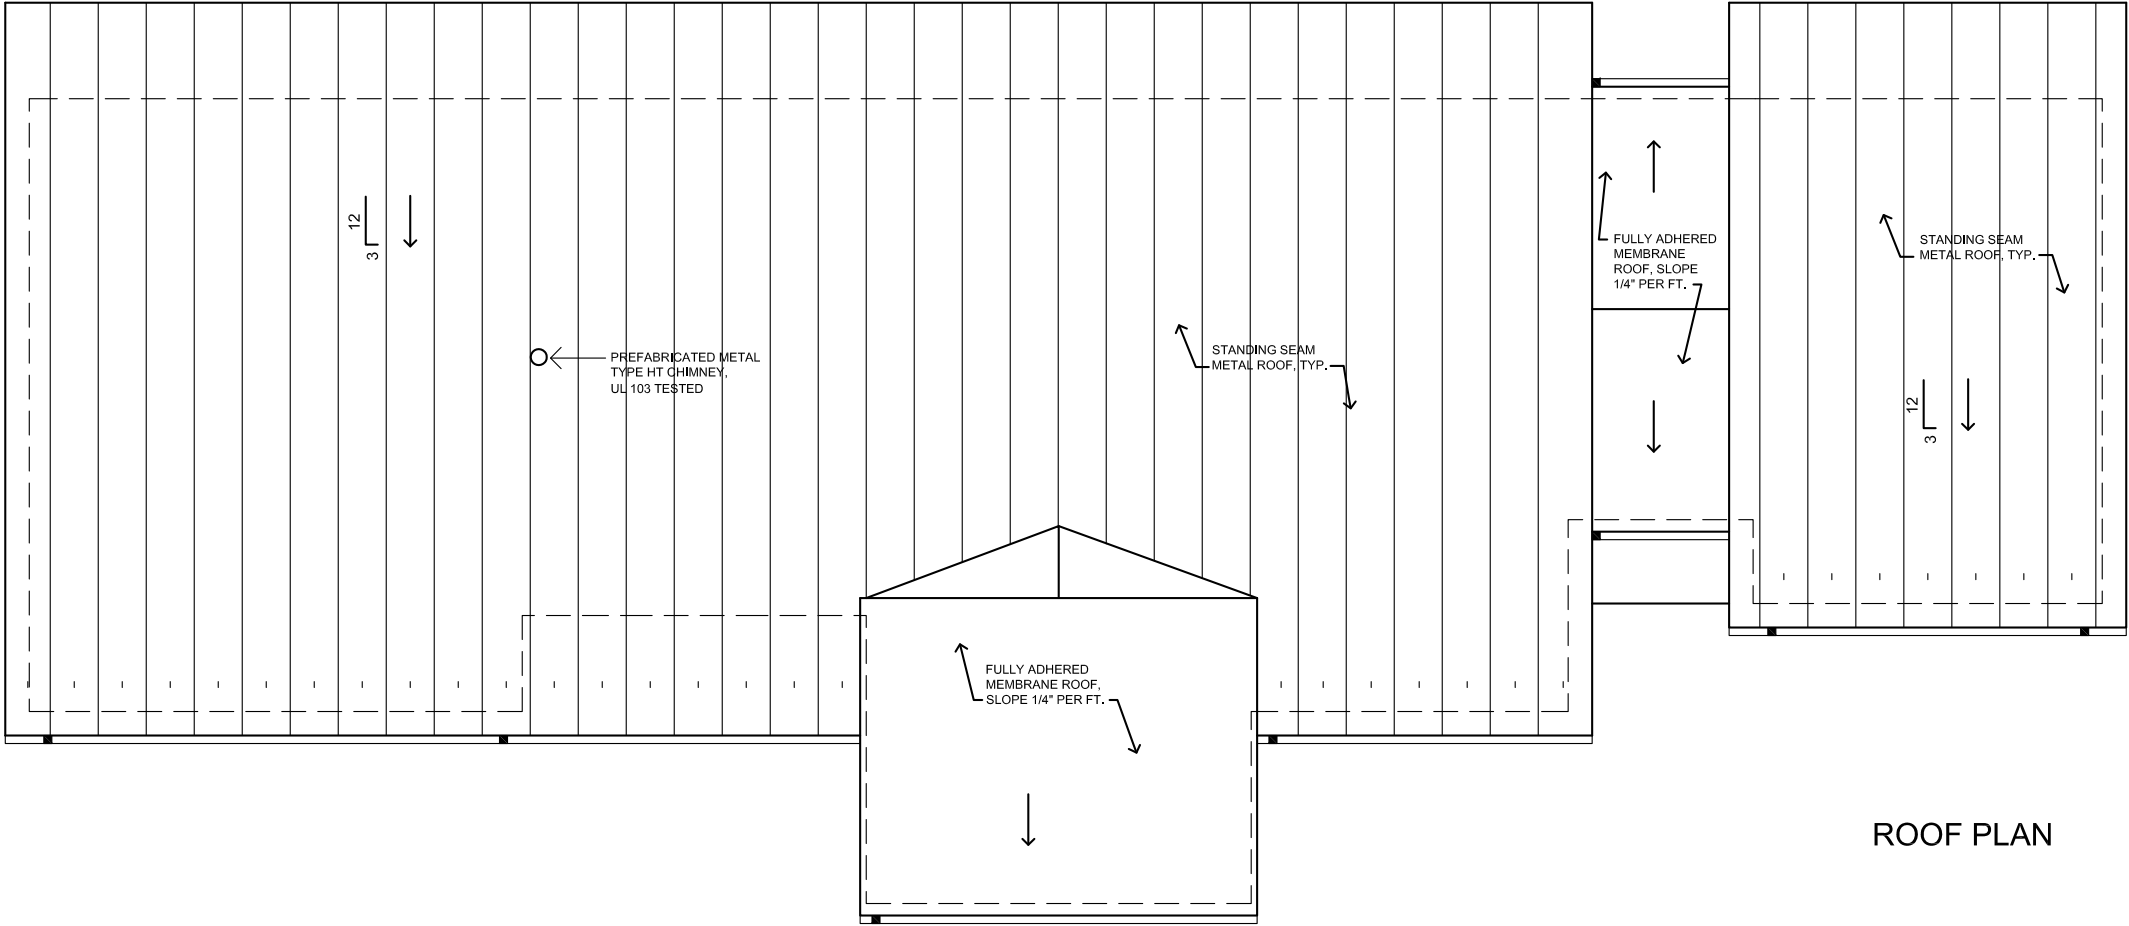 12
3
PREFABRICATED METAL
TYPE HT CHIMNEY,
UL 103 TESTED
STANDING SEAM
METAL ROOF, TYP.
FULLY ADHERED
MEMBRANE
ROOF, SLOPE
1/4" PER FT.
STANDING SEAM
METAL ROOF, TYP.
12
3
FULLY ADHERED
MEMBRANE ROOF,
SLOPE 1/4" PER FT.
ROOF PLAN